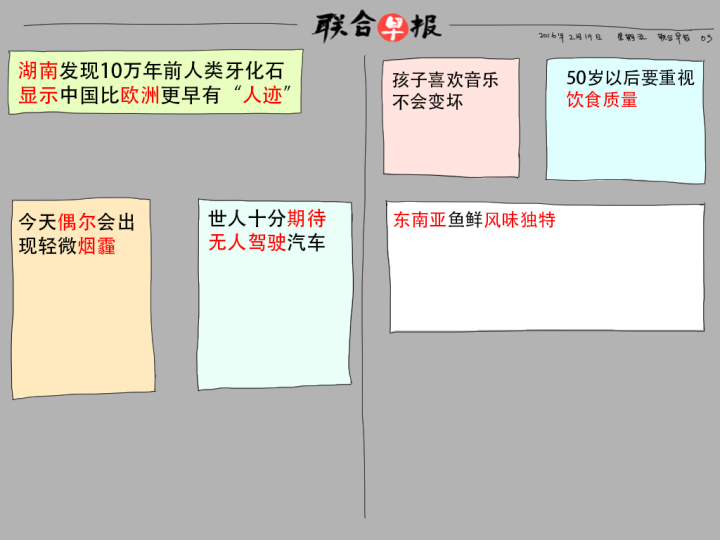 联合早报
2016年2月19日 星期五 联合早报 03
湖南发现10万年前人类牙化石
显示中国比欧洲更早有“人迹”
孩子喜欢音乐
不会变坏
50岁以后要重视
饮食质量
今天偶尔会出
现轻微烟霾
世人十分期待
无人驾驶汽车
东南亚鱼鲜风味独特